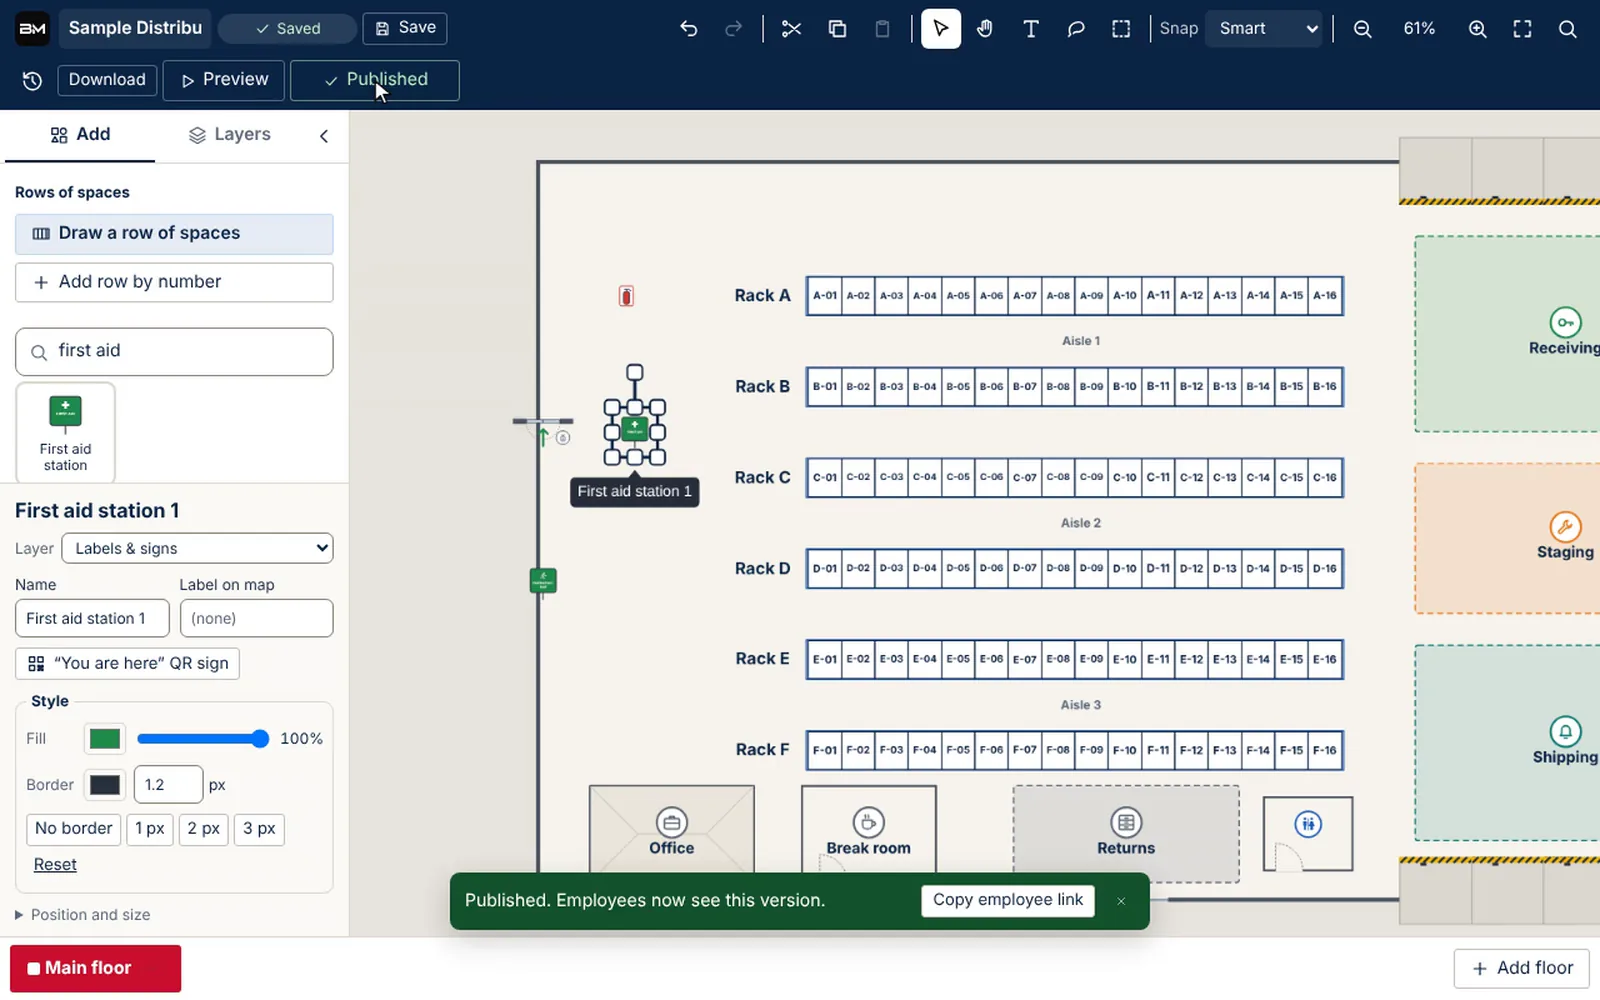 BM
Sample Distribu
Saved
Save
Snap
Smart
61%
Download
Preview
Published
Add
Layers
Rows of spaces
Draw a row of spaces
Add row by number
first aid
First aid
station
First aid station 1
Layer
Labels & signs
Name
Label on map
First aid station 1
(none)
“You are here” QR sign
Style
Fill
100%
Border
1.2
px
No border
1 px
2 px
3 px
Reset
Position and size
Rack A
A-01 A-02 A-03 A-04 A-05 A-06 A-07 A-08 A-09 A-10 A-11 A-12 A-13 A-14 A-15 A-16
Aisle 1
Rack B
B-01 B-02 B-03 B-04 B-05 B-06 B-07 B-08 B-09 B-10 B-11 B-12 B-13 B-14 B-15 B-16
First aid station 1
Rack C
C-01 C-02 C-03 C-04 C-05 C-06 C-07 C-08 C-09 C-10 C-11 C-12 C-13 C-14 C-15 C-16
Aisle 2
Rack D
D-01 D-02 D-03 D-04 D-05 D-06 D-07 D-08 D-09 D-10 D-11 D-12 D-13 D-14 D-15 D-16
Rack E
E-01 E-02 E-03 E-04 E-05 E-06 E-07 E-08 E-09 E-10 E-11 E-12 E-13 E-14 E-15 E-16
Aisle 3
Rack F
F-01 F-02 F-03 F-04 F-05 F-06 F-07 F-08 F-09 F-10 F-11 F-12 F-13 F-14 F-15 F-16
Receiving
Staging
Shipping
Office
Break room
Returns
Published. Employees now see this version.
Copy employee link
Main floor
Add floor